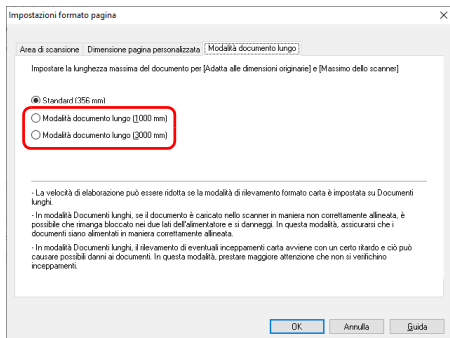 Impostazioni formato pagina
Area di scansione Dimensione pagina personalizzata Modalità documento lungo
Impostare la lunghezza massima del documento per [Adatta alle dimensioni originarie] e [Massimo dello scanner]
Standard (356 mm)
Modalità documento lungo (1000 mm)
Modalità documento lungo (3000 mm)
- La velocità di elaborazione può essere ridotta se la modalità di rilevamento formato carta è impostata su Documenti
lunghi.
- In modalità Documenti lunghi, se il documento è caricato nello scanner in maniera non correttamente allineata, è
possibile che rimanga bloccato nei due lati dell'alimentatore e si danneggi. In questa modalità, assicurarsi che i
documenti siano alimentati in maniera correttamente allineata.
- In modalità Documenti lunghi, il rilevamento di eventuali inceppamenti carta avviene con un certo ritardo e ciò può
causare possibili danni ai documenti. In questa modalità, prestare maggiore attenzione che non si verifichino
inceppamenti.
OK Annulla Guida